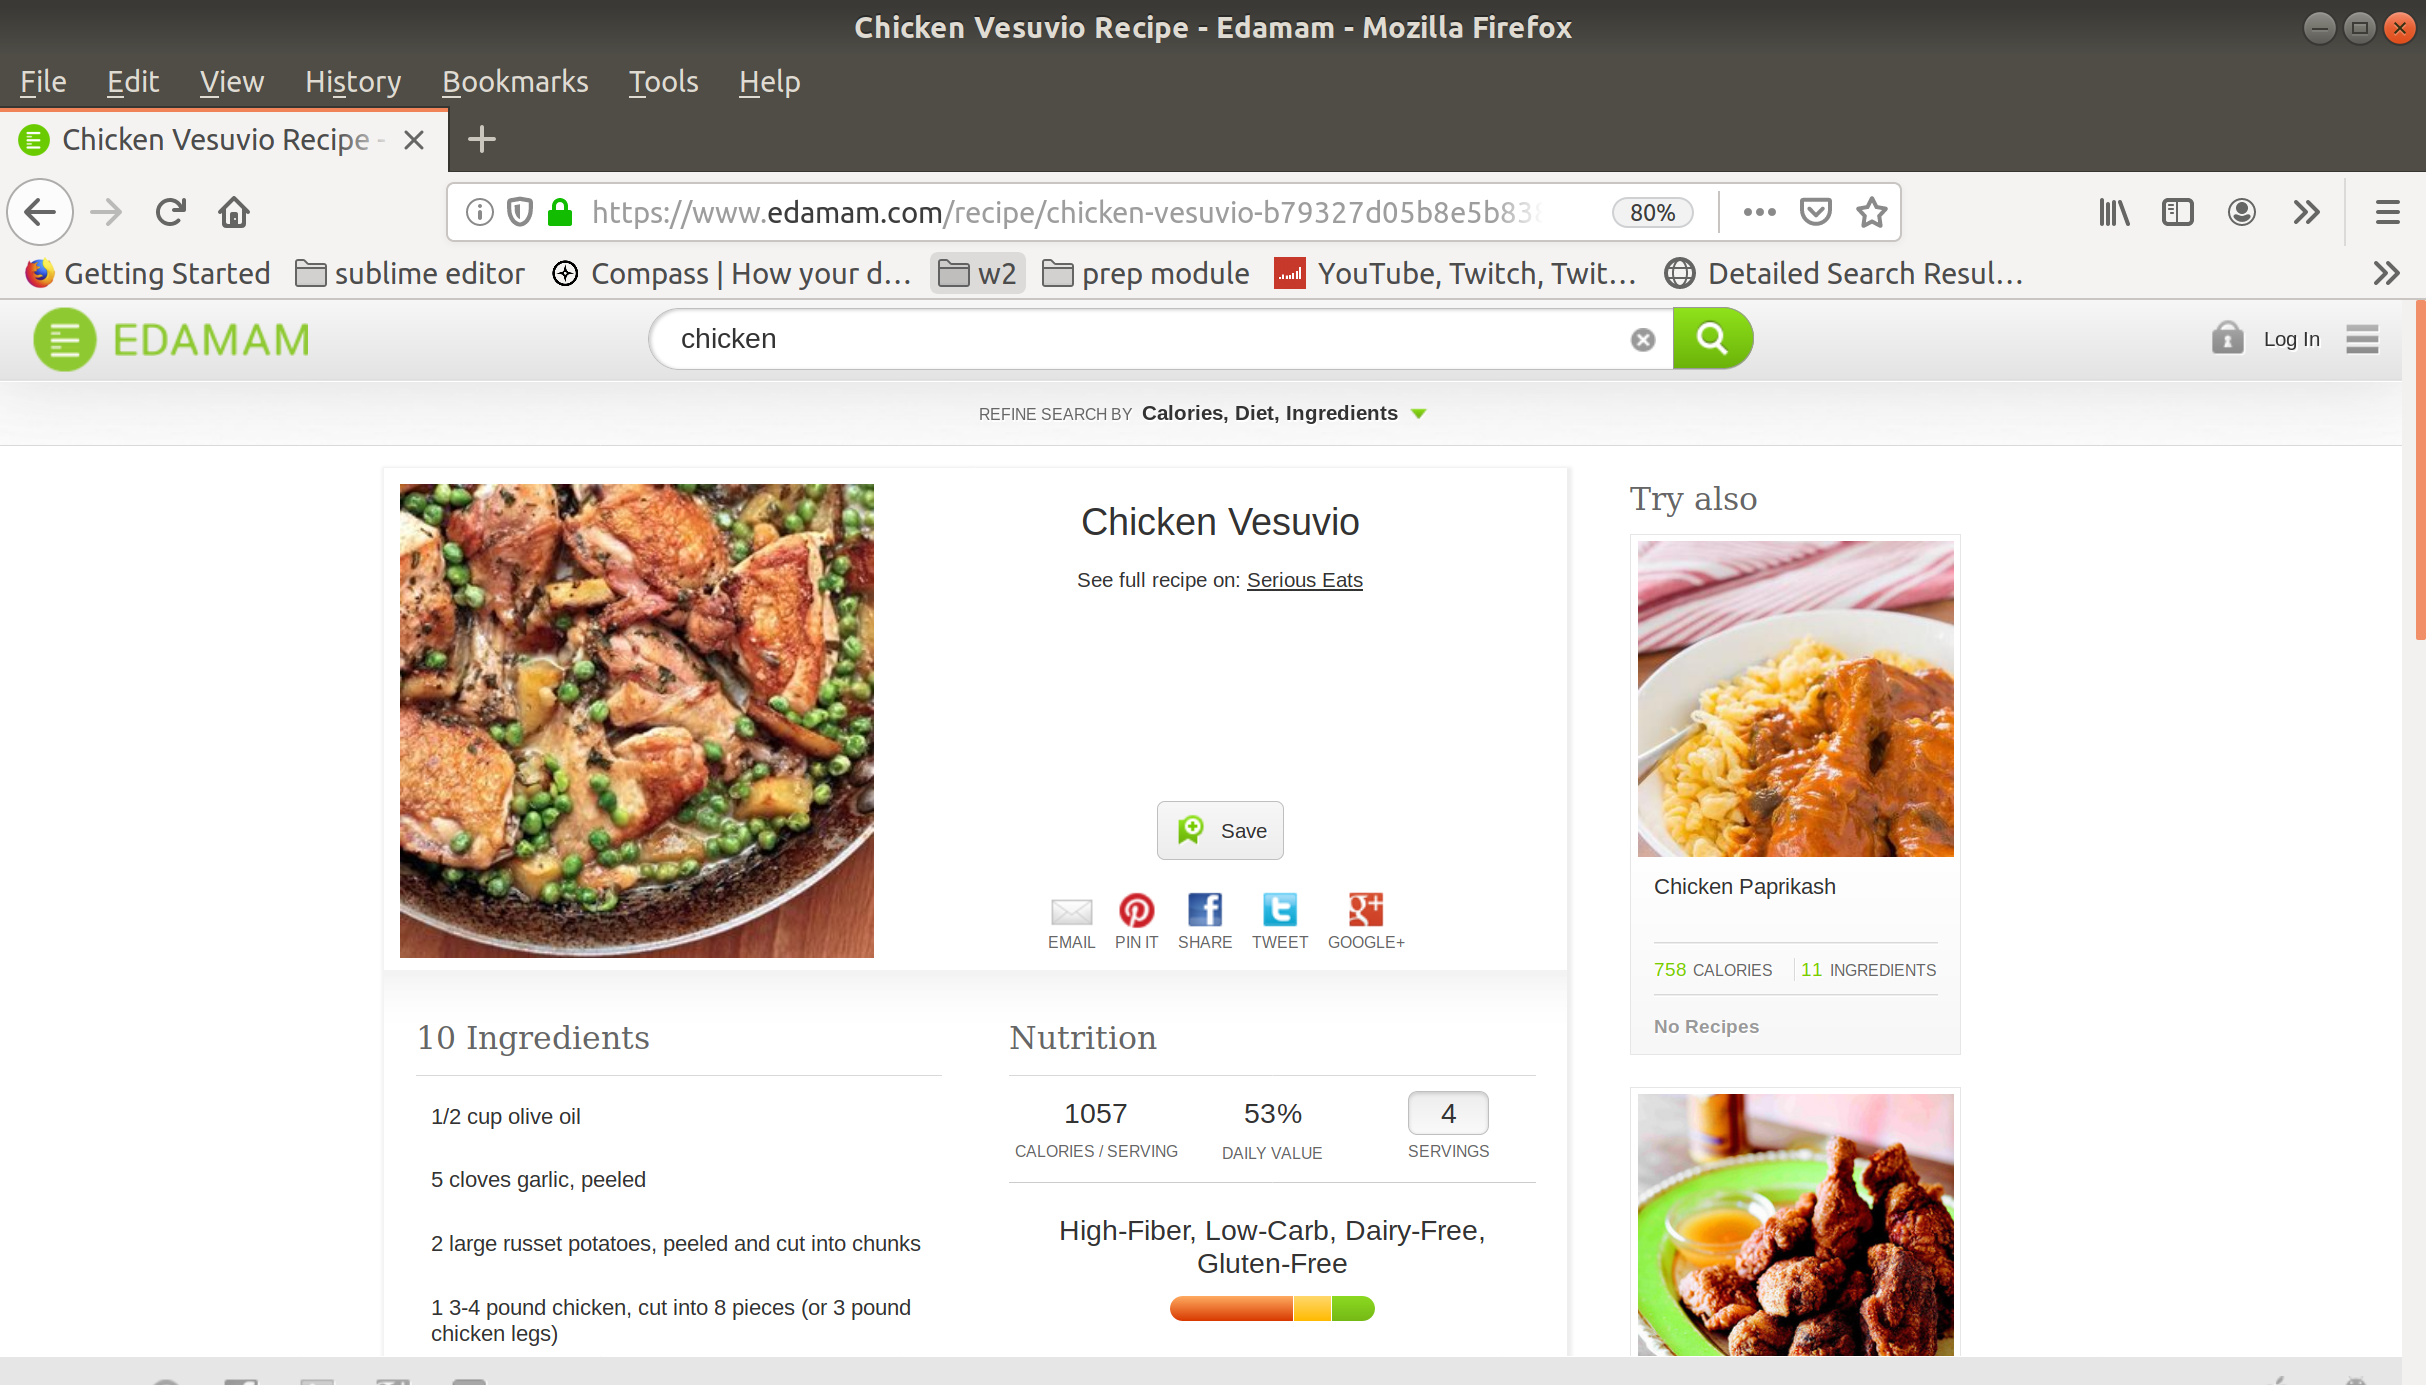 Chicken Vesuvio Recipe - Edamam - Mozilla Firefox
File Edit View History Bookmarks Tools Help
Chicken Vesuvio Recipe -
https://www.edamam.com/recipe/chicken-vesuvio-b79327d05b8e5b838 80%
Getting Started sublime editor Compass | How your d... w2 prep module YouTube, Twitch, Twit... Detailed Search Resul...
EDAMAM chicken Log In
REFINE SEARCH BY Calories, Diet, Ingredients
Chicken Vesuvio
See full recipe on: Serious Eats
Save
EMAIL PIN IT SHARE TWEET GOOGLE+
10 Ingredients
1/2 cup olive oil
5 cloves garlic, peeled
2 large russet potatoes, peeled and cut into chunks
1 3-4 pound chicken, cut into 8 pieces (or 3 pound
chicken legs)
Nutrition
1057 53% 4
CALORIES / SERVING DAILY VALUE SERVINGS
High-Fiber, Low-Carb, Dairy-Free,
Gluten-Free
Try also
Chicken Paprikash
758 CALORIES 11 INGREDIENTS
No Recipes